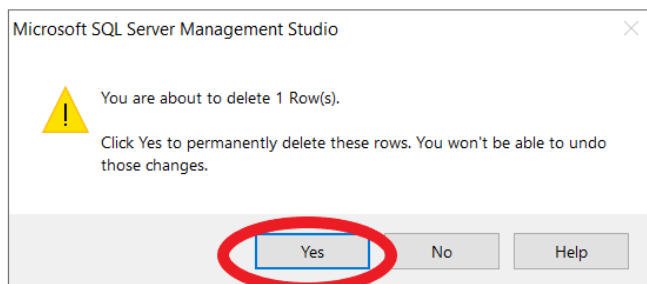 Microsoft SQL Server Management Studio
You are about to delete 1 Row(s).
Click Yes to permanently delete these rows. You won't be able to undo
those changes.
Yes
No
Help